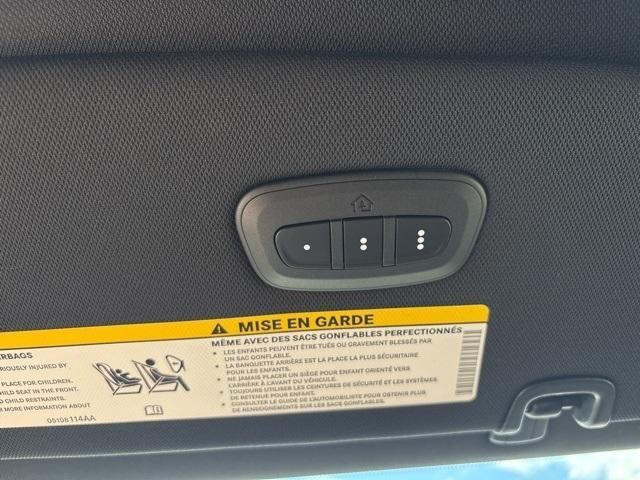 MISE EN GARDE
MÊME AVEC DES SACS GONFLABLES PERFECTIONNÉS
• LES ENFANTS PEUVENT ÊTRE TUÉS OU GRAVEMENT BLESSÉS PAR
UN SAC GONFLABLE.
• LA BANQUETTE ARRIÈRE EST LA PLACE LA PLUS SÉCURITAIRE
POUR LES ENFANTS.
• NE JAMAIS PLACER UN SIÈGE POUR ENFANT ORIENTÉ VERS
L'ARRIÈRE À L'AVANT DU VÉHICULE.
• TOUJOURS UTILISER LES CEINTURES DE SÉCURITÉ ET LES SYSTÈMES
DE RETENUE POUR ENFANT.
• CONSULTER LE GUIDE DE L'AUTOMOBILISTE POUR OBTENIR PLUS
DE RENSEIGNEMENTS SUR LES SACS GONFLABLES.
RBAGS
RIOUSLY INJURED BY
PLACE FOR CHILDREN.
D SEAT IN THE FRONT.
D CHILD RESTRAINTS.
R MORE INFORMATION ABOUT
05108114AA